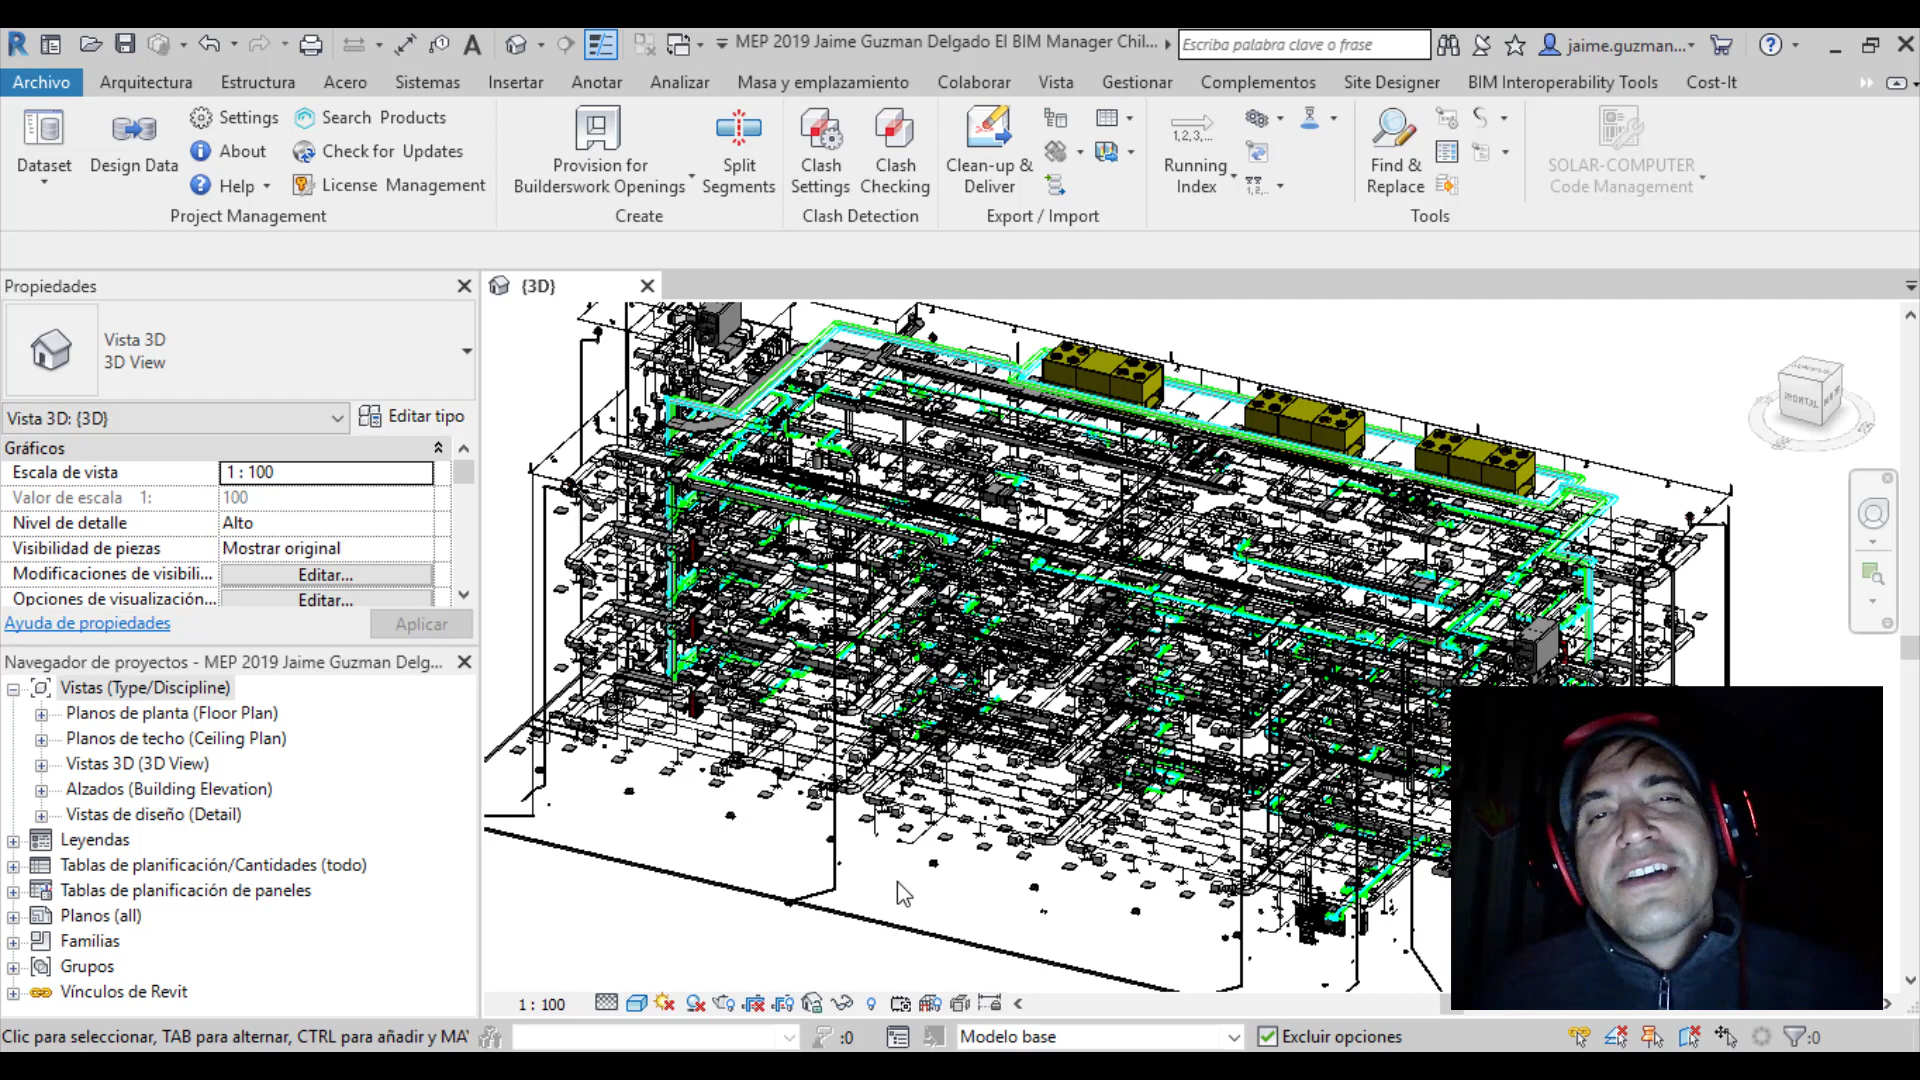 MEP 2019 Jaime Guzman Delgado El BIM Manager Chil...
Escriba palabra clave o frase
jaime.guzman...
Archivo Arquitectura Estructura Acero Sistemas Insertar Anotar Analizar Masa y emplazamiento Colaborar Vista Gestionar Complementos Site Designer BIM Interoperability Tools Cost-It
Dataset
Design Data
Settings
About
Help
Search Products
Check for Updates
License Management
Project Management
Provision for
Builderswork Openings
Split
Segments
Create
Clash
Settings
Clash
Checking
Clash Detection
Clean-up &
Deliver
Export / Import
1,2,3,...
Running
Index
1,2,...
Find &
Replace
Tools
SOLAR-COMPUTER
Code Management
Propiedades
{3D}
Vista 3D
3D View
Vista 3D: {3D}
Editar tipo
Gráficos
Escala de vista 1 : 100
Valor de escala 1: 100
Nivel de detalle Alto
Visibilidad de piezas Mostrar original
Modificaciones de visibili... Editar...
Opciones de visualización... Editar...
Ayuda de propiedades
Aplicar
Navegador de proyectos - MEP 2019 Jaime Guzman Delg...
Vistas (Type/Discipline)
Planos de planta (Floor Plan)
Planos de techo (Ceiling Plan)
Vistas 3D (3D View)
Alzados (Building Elevation)
Vistas de diseño (Detail)
Leyendas
Tablas de planificación/Cantidades (todo)
Tablas de planificación de paneles
Planos (all)
Familias
Grupos
Vínculos de Revit
FRONTAL
1 : 100
Clic para seleccionar, TAB para alternar, CTRL para añadir y MA
:0
Modelo base
Excluir opciones
:0